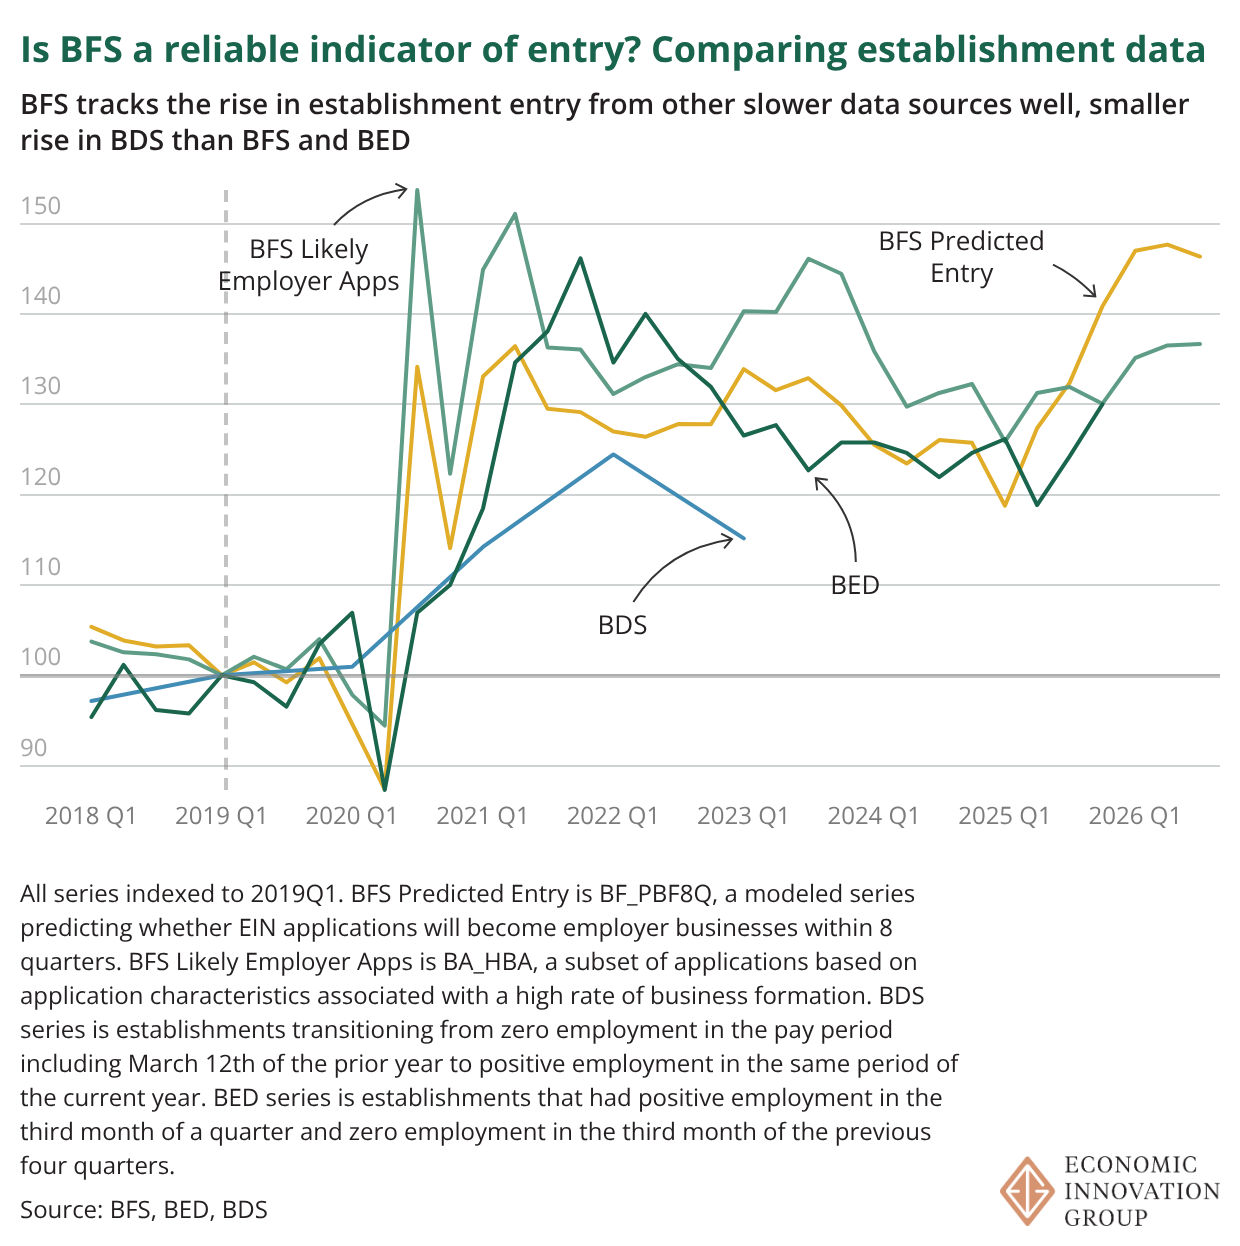 Is BFS a reliable indicator of entry? Comparing establishment data
BFS tracks the rise in establishment entry from other slower data sources well, smaller
rise in BDS than BFS and BED
150
140
130
120
110
100
90
BFS Likely
Employer Apps
BFS Predicted
Entry
BED
BDS
2018 Q1
2019 Q1
2020 Q1
2021 Q1
2022 Q1
2023 Q1
2024 Q1
2025 Q1
2026 Q1
All series indexed to 2019Q1. BFS Predicted Entry is BF_PBF8Q, a modeled series
predicting whether EIN applications will become employer businesses within 8
quarters. BFS Likely Employer Apps is BA_HBA, a subset of applications based on
application characteristics associated with a high rate of business formation. BDS
series is establishments transitioning from zero employment in the pay period
including March 12th of the prior year to positive employment in the same period of
the current year. BED series is establishments that had positive employment in the
third month of a quarter and zero employment in the third month of the previous
four quarters.
Source: BFS, BED, BDS
ECONOMIC
INNOVATION
GROUP